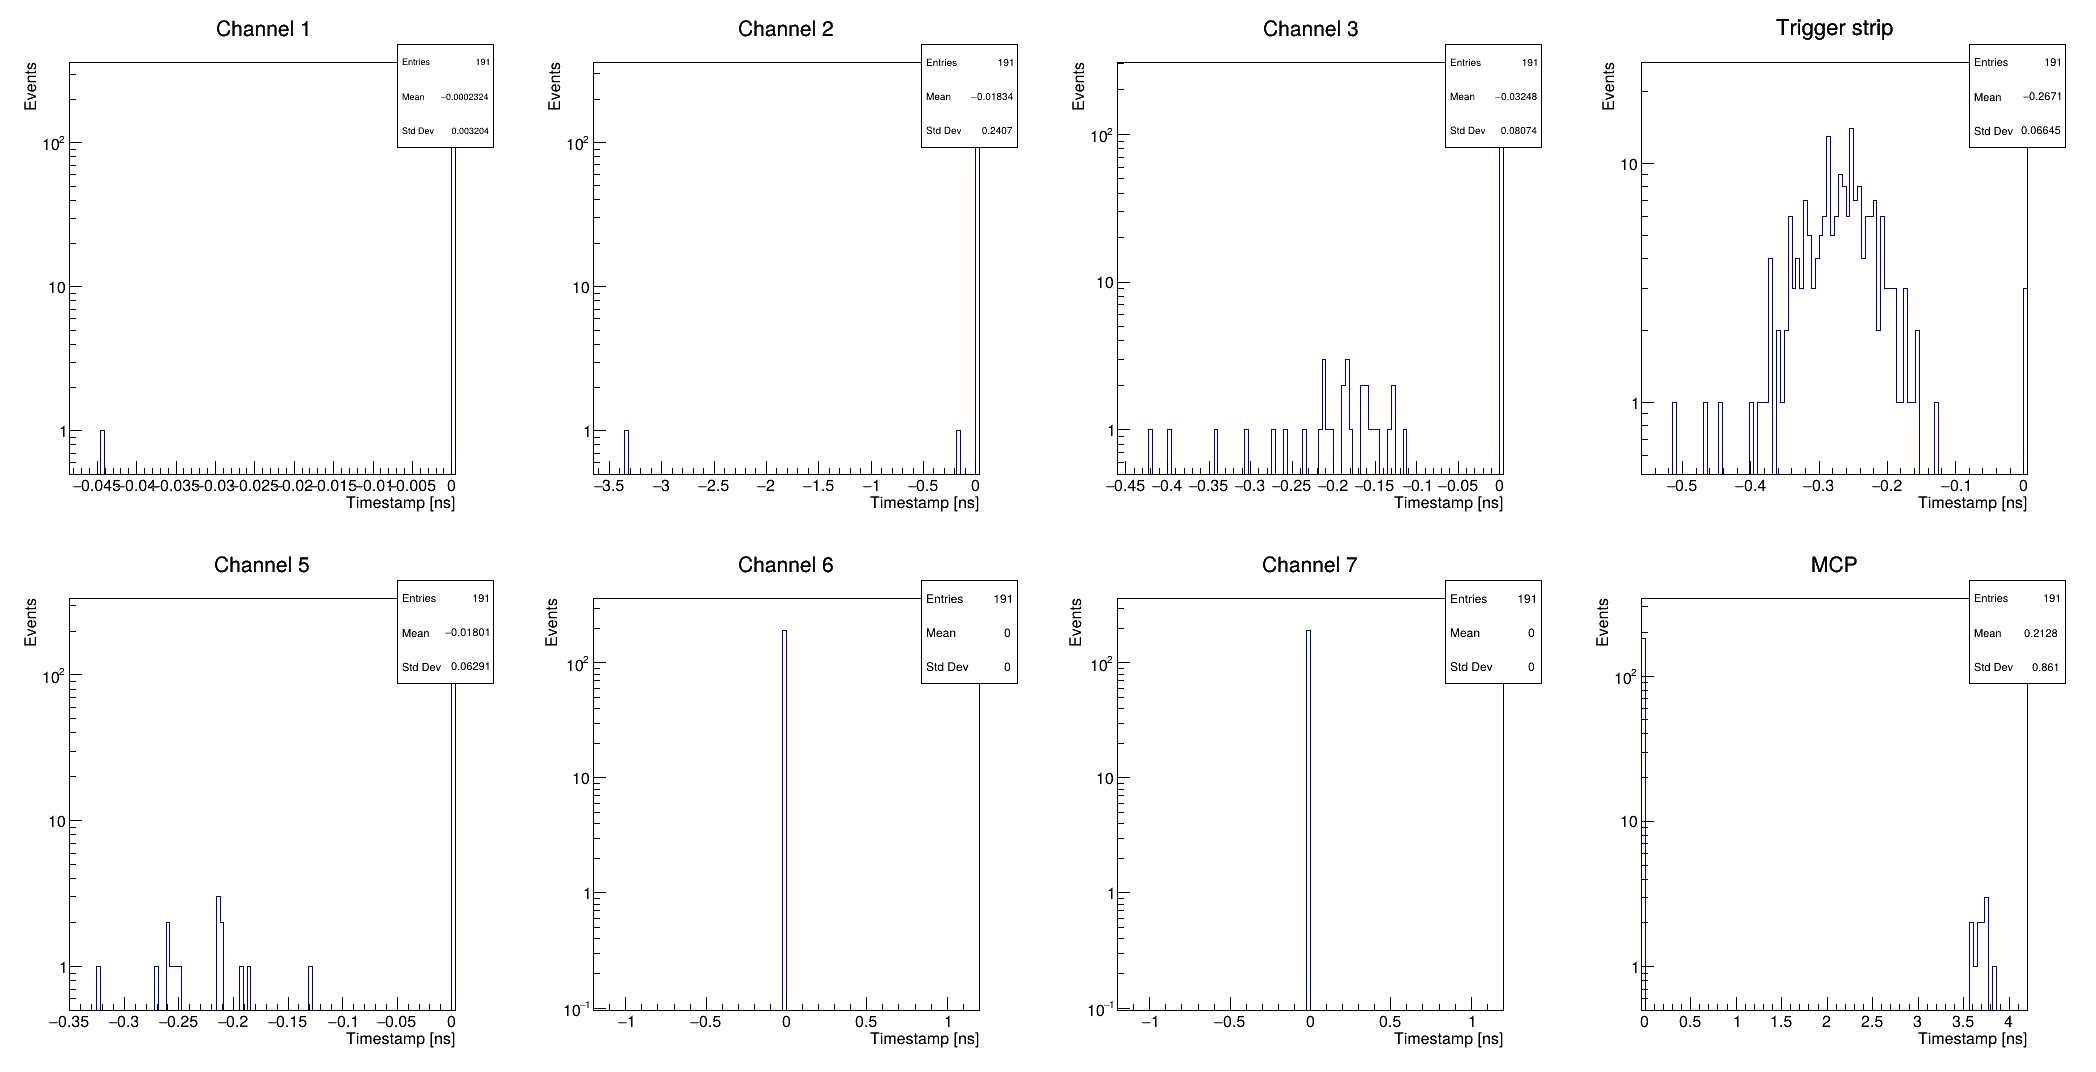 Channel 1
Events
Entries 191
Mean −0.0002324
Std Dev 0.003204
10²
10
1
−0.045 −0.04 −0.035 −0.03 −0.025 −0.02 −0.015 −0.01 −0.005 0
Timestamp [ns]
Channel 2
Events
Entries 191
Mean −0.01834
Std Dev 0.2407
10²
10
1
−3.5 −3 −2.5 −2 −1.5 −1 −0.5 0
Timestamp [ns]
Channel 3
Events
Entries 191
Mean −0.03248
Std Dev 0.08074
10²
10
1
−0.45 −0.4 −0.35 −0.3 −0.25 −0.2 −0.15 −0.1 −0.05 0
Timestamp [ns]
Trigger strip
Events
Entries 191
Mean −0.2671
Std Dev 0.06645
10
1
−0.5 −0.4 −0.3 −0.2 −0.1 0
Timestamp [ns]
Channel 5
Events
Entries 191
Mean −0.01801
Std Dev 0.06291
10²
10
1
−0.35 −0.3 −0.25 −0.2 −0.15 −0.1 −0.05 0
Timestamp [ns]
Channel 6
Events
Entries 191
Mean 0
Std Dev 0
10²
10
1
10⁻¹
−1 −0.5 0 0.5 1
Timestamp [ns]
Channel 7
Events
Entries 191
Mean 0
Std Dev 0
10²
10
1
10⁻¹
−1 −0.5 0 0.5 1
Timestamp [ns]
MCP
Events
Entries 191
Mean 0.2128
Std Dev 0.861
10²
10
1
0 0.5 1 1.5 2 2.5 3 3.5 4
Timestamp [ns]